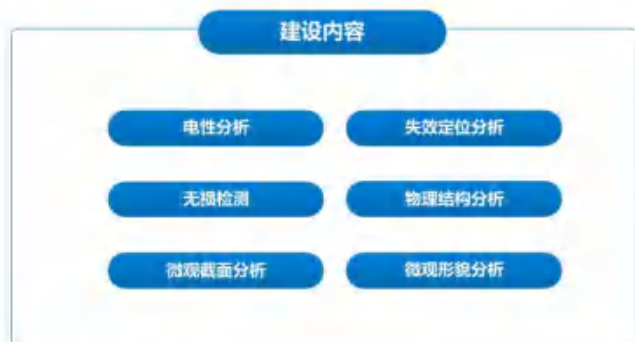 建设内容
电性分析
失效定位分析
无损检测
物理结构分析
微观截面分析
微观形貌分析